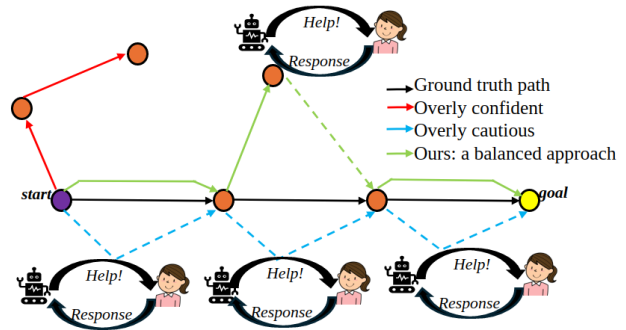 Help!
Response
Ground truth path
Overly confident
Overly cautious
Ours: a balanced approach
start
goal
Help!
Response
Help!
Response
Help!
Response